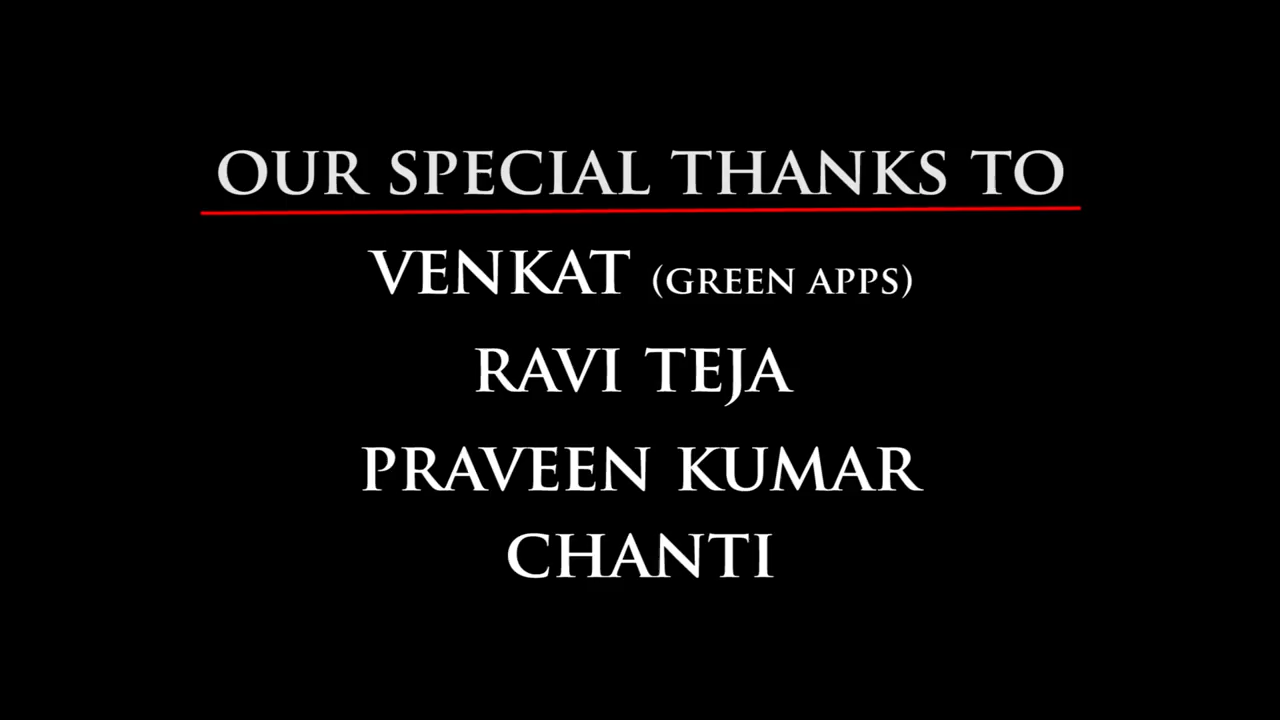 OUR SPECIAL THANKS TO
VENKAT (GREEN APPS)
RAVI TEJA
PRAVEEN KUMAR
CHANTI